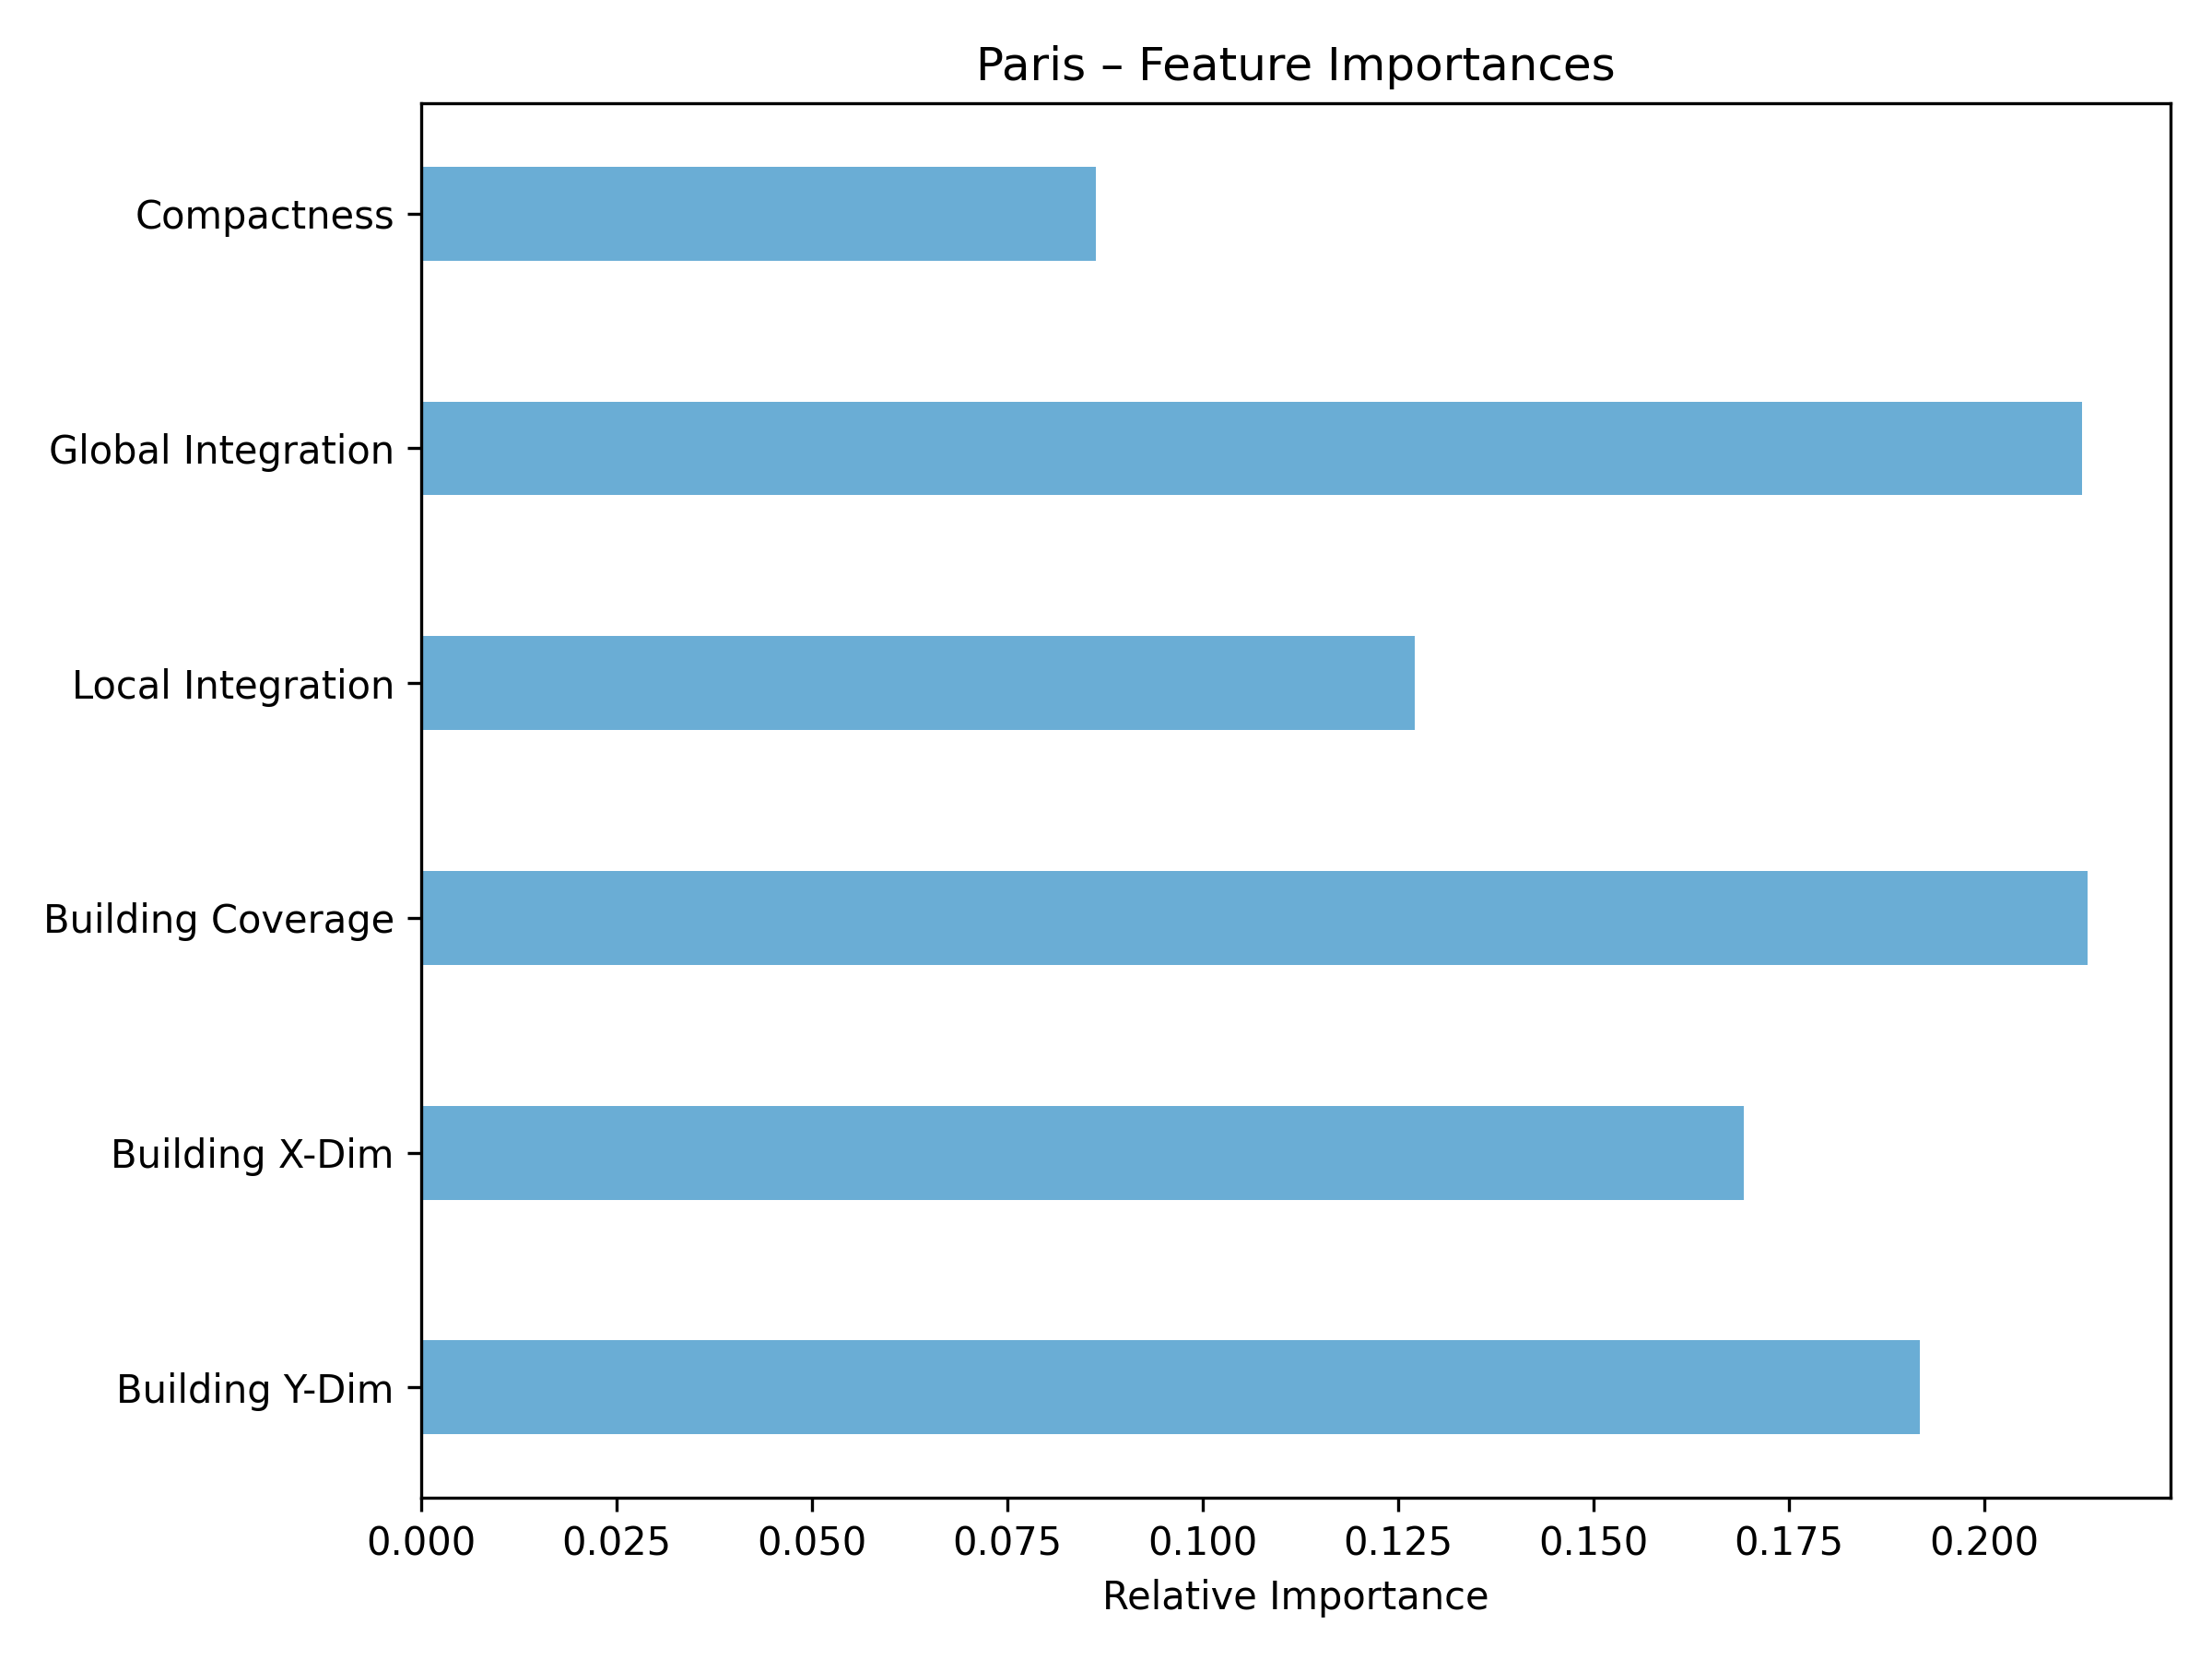 Paris – Feature Importances
Compactness
Global Integration
Local Integration
Building Coverage
Building X-Dim
Building Y-Dim
0.000 0.025 0.050 0.075 0.100 0.125 0.150 0.175 0.200
Relative Importance